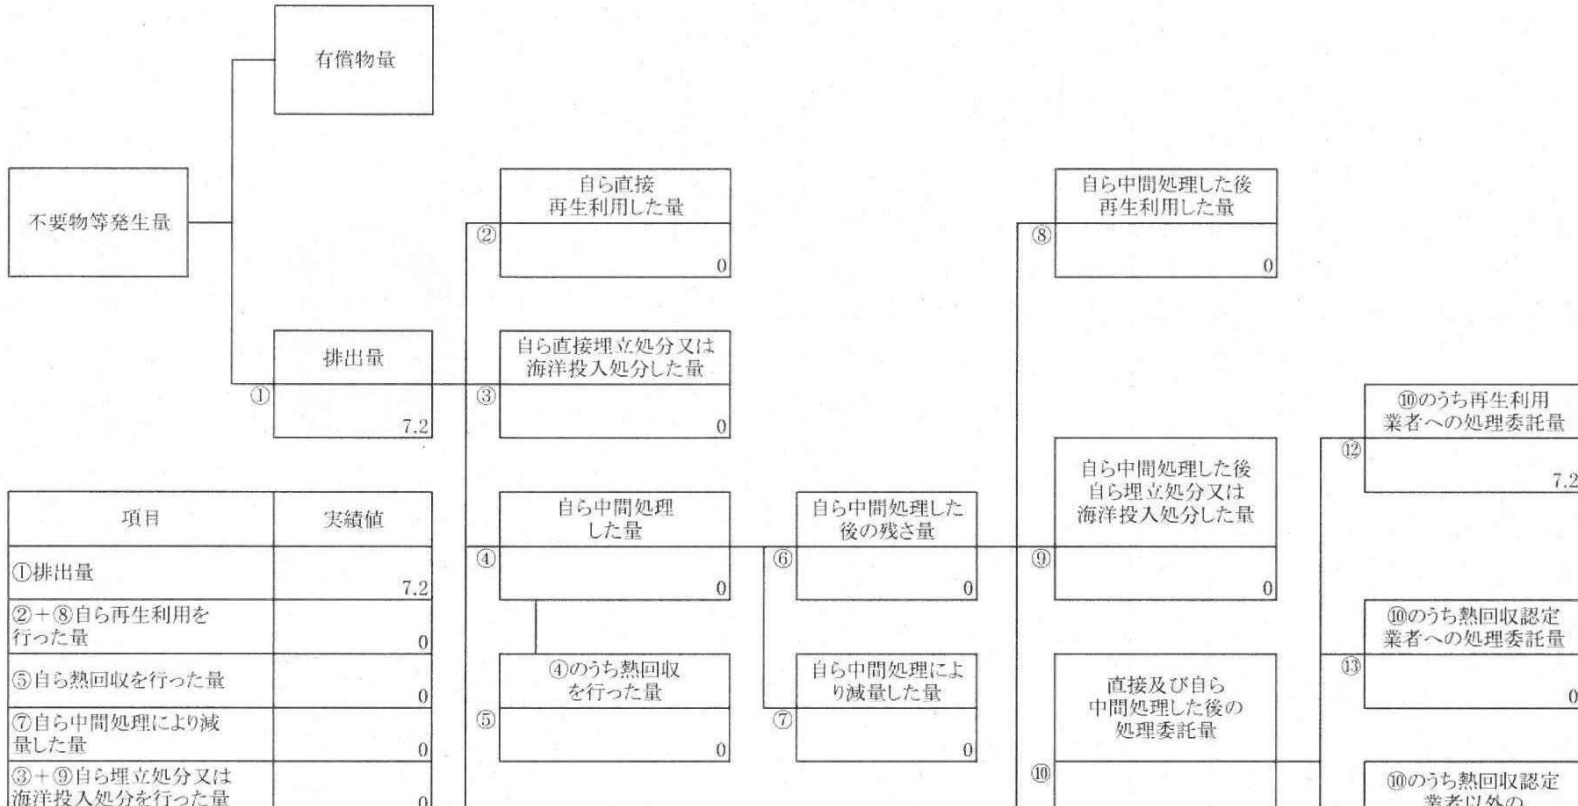 有償物量
不要物等発生量
自ら直接
再生利用した量
②
0
自ら中間処理した後
再生利用した量
⑧
0
排出量
①
7.2
自ら直接埋立処分又は
海洋投入処分した量
③
0
⑩のうち再生利用
業者への処理委託量
⑫
7.2
自ら中間処理した後
自ら埋立処分又は
海洋投入処分した量
⑨
0
自ら中間処理
した量
④
0
自ら中間処理した
後の残さ量
⑥
0
項目
実績値
①排出量
7.2
②+⑧自ら再生利用を
行った量
0
⑤自ら熱回収を行った量
0
⑦自ら中間処理により減
量した量
0
③+⑨自ら埋立処分又は
海洋投入処分を行った量
0
④のうち熱回収
を行った量
⑤
0
自ら中間処理によ
り減量した量
⑦
0
直接及び自ら
中間処理した後の
処理委託量
⑩
⑩のうち熱回収認定
業者への処理委託量
⑬
0
⑩のうち熱回収認定
業者以外の